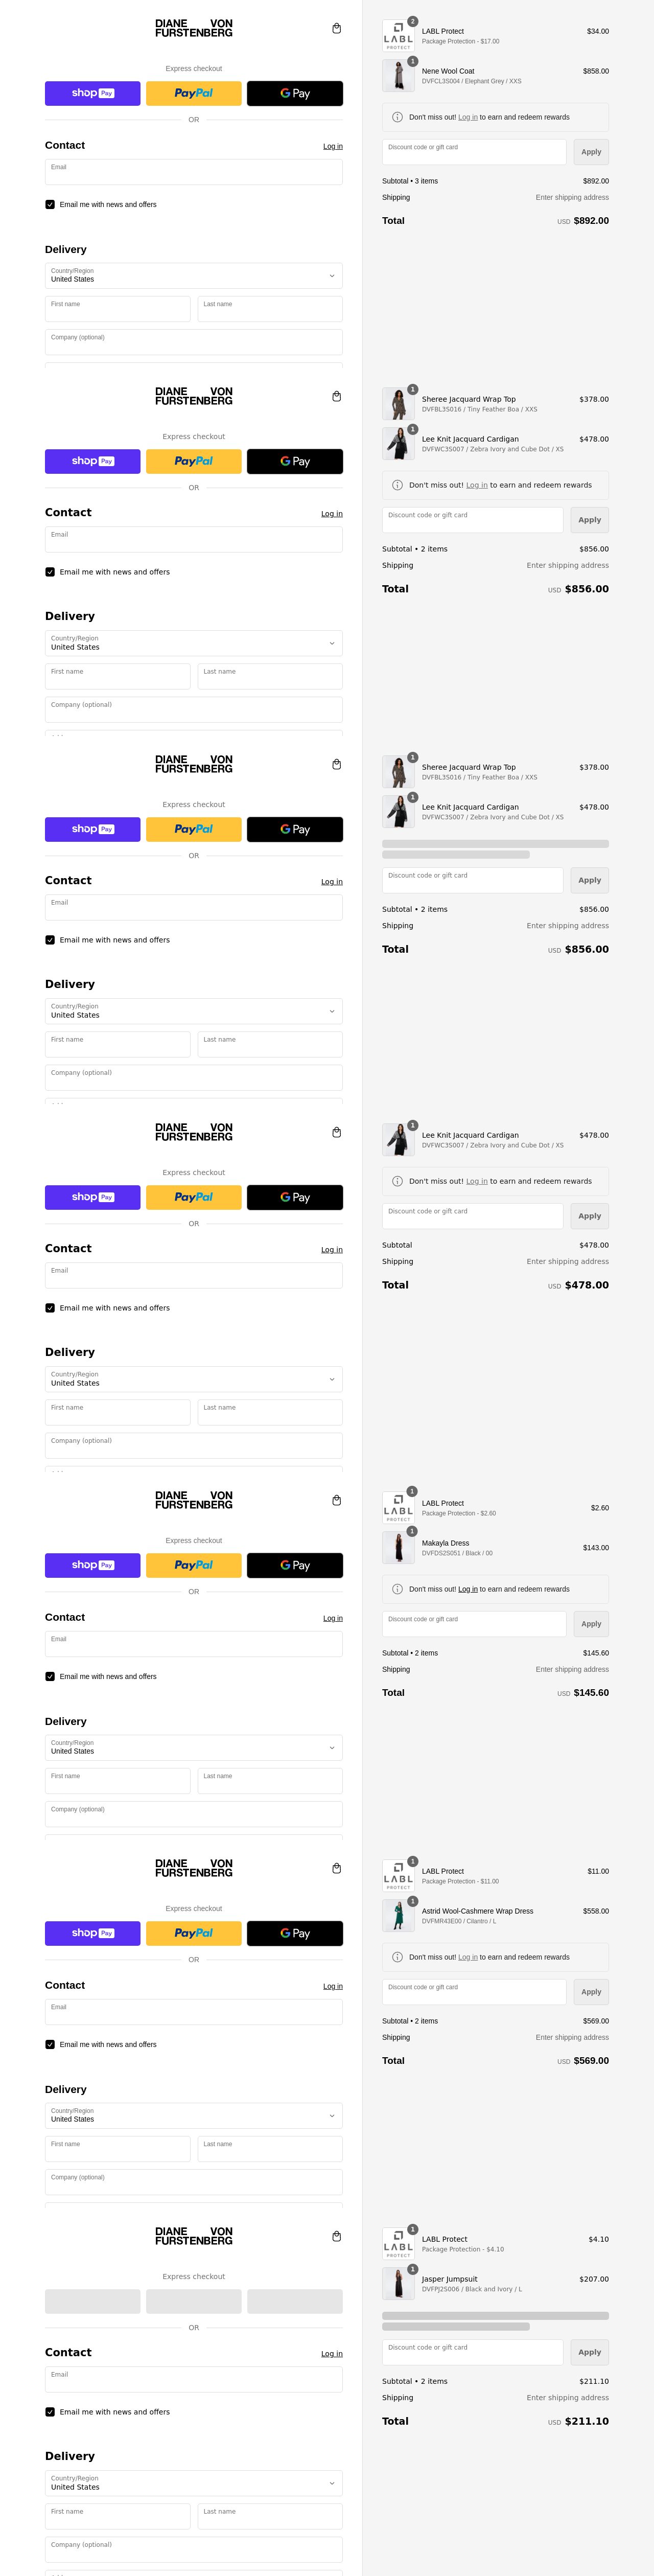 DIANE VON
FURSTENBERG
Express checkout
shop Pay
PayPal
G Pay
OR
Contact
Log in
Email
Email me with news and offers
Delivery
Country/Region
United States
First name
Last name
Company (optional)
2
LABL
PROTECT
LABL Protect
Package Protection - $17.00
$34.00
1
Nene Wool Coat
DVFCL3S004 / Elephant Grey / XXS
$858.00
Don't miss out! Log in to earn and redeem rewards
Discount code or gift card
Apply
Subtotal • 3 items
$892.00
Shipping
Enter shipping address
Total
USD $892.00
DIANE VON
FURSTENBERG
Express checkout
shop Pay
PayPal
G Pay
OR
Contact
Log in
Email
Email me with news and offers
Delivery
Country/Region
United States
First name
Last name
Company (optional)
1
Sheree Jacquard Wrap Top
DVFBL3S016 / Tiny Feather Boa / XXS
$378.00
1
Lee Knit Jacquard Cardigan
DVFWC3S007 / Zebra Ivory and Cube Dot / XS
$478.00
Don't miss out! Log in to earn and redeem rewards
Discount code or gift card
Apply
Subtotal • 2 items
$856.00
Shipping
Enter shipping address
Total
USD $856.00
DIANE VON
FURSTENBERG
Express checkout
shop Pay
PayPal
G Pay
OR
Contact
Log in
Email
Email me with news and offers
Delivery
Country/Region
United States
First name
Last name
Company (optional)
1
Sheree Jacquard Wrap Top
DVFBL3S016 / Tiny Feather Boa / XXS
$378.00
1
Lee Knit Jacquard Cardigan
DVFWC3S007 / Zebra Ivory and Cube Dot / XS
$478.00
Discount code or gift card
Apply
Subtotal • 2 items
$856.00
Shipping
Enter shipping address
Total
USD $856.00
DIANE VON
FURSTENBERG
Express checkout
shop Pay
PayPal
G Pay
OR
Contact
Log in
Email
Email me with news and offers
Delivery
Country/Region
United States
First name
Last name
Company (optional)
1
Lee Knit Jacquard Cardigan
DVFWC3S007 / Zebra Ivory and Cube Dot / XS
$478.00
Don't miss out! Log in to earn and redeem rewards
Discount code or gift card
Apply
Subtotal
$478.00
Shipping
Enter shipping address
Total
USD $478.00
DIANE VON
FURSTENBERG
Express checkout
shop Pay
PayPal
G Pay
OR
Contact
Log in
Email
Email me with news and offers
Delivery
Country/Region
United States
First name
Last name
Company (optional)
1
LABL
PROTECT
LABL Protect
Package Protection - $2.60
$2.60
1
Makayla Dress
DVFDS2S051 / Black / 00
$143.00
Don't miss out! Log in to earn and redeem rewards
Discount code or gift card
Apply
Subtotal • 2 items
$145.60
Shipping
Enter shipping address
Total
USD $145.60
DIANE VON
FURSTENBERG
Express checkout
shop Pay
PayPal
G Pay
OR
Contact
Log in
Email
Email me with news and offers
Delivery
Country/Region
United States
First name
Last name
Company (optional)
1
LABL
PROTECT
LABL Protect
Package Protection - $11.00
$11.00
1
Astrid Wool-Cashmere Wrap Dress
DVFMR43E00 / Cilantro / L
$558.00
Don't miss out! Log in to earn and redeem rewards
Discount code or gift card
Apply
Subtotal • 2 items
$569.00
Shipping
Enter shipping address
Total
USD $569.00
DIANE VON
FURSTENBERG
Express checkout
OR
Contact
Log in
Email
Email me with news and offers
Delivery
Country/Region
United States
First name
Last name
Company (optional)
1
LABL
PROTECT
LABL Protect
Package Protection - $4.10
$4.10
1
Jasper Jumpsuit
DVFPJ2S006 / Black and Ivory / L
$207.00
Discount code or gift card
Apply
Subtotal • 2 items
$211.10
Shipping
Enter shipping address
Total
USD $211.10